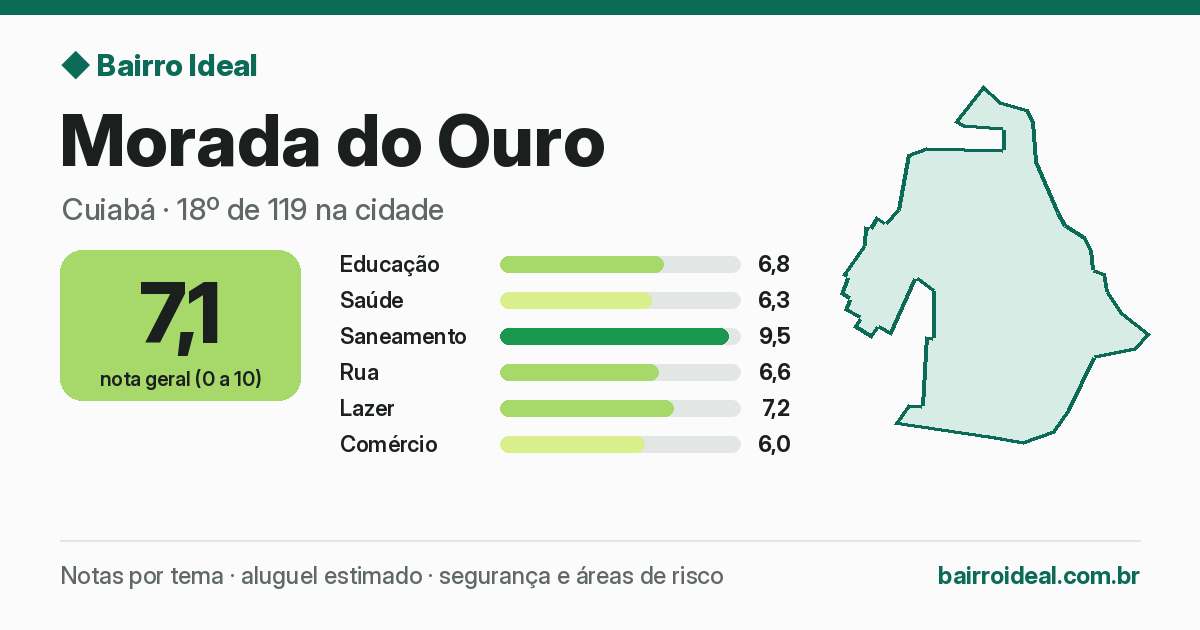 Bairro Ideal
Morada do Ouro
Cuiabá · 18º de 119 na cidade
7,1
nota geral (0 a 10)
Educação 6,8
Saúde 6,3
Saneamento 9,5
Rua 6,6
Lazer 7,2
Comércio 6,0
Notas por tema · aluguel estimado · segurança e áreas de risco
bairroideal.com.br